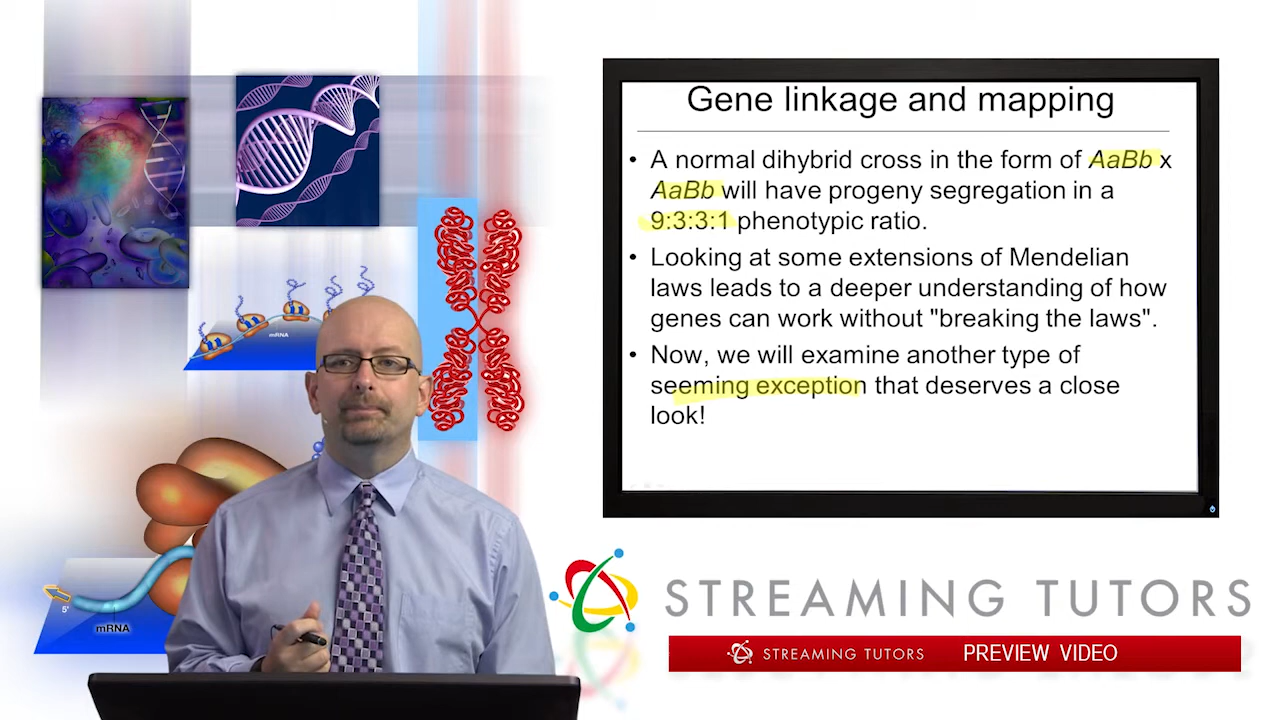 Gene linkage and mapping
• A normal dihybrid cross in the form of AaBb x
AaBb will have progeny segregation in a
9:3:3:1 phenotypic ratio.
• Looking at some extensions of Mendelian
laws leads to a deeper understanding of how
genes can work without "breaking the laws".
• Now, we will examine another type of
seeming exception that deserves a close
look!
mRNA
5'
mRNA
STREAMING TUTORS
STREAMING TUTORS PREVIEW VIDEO